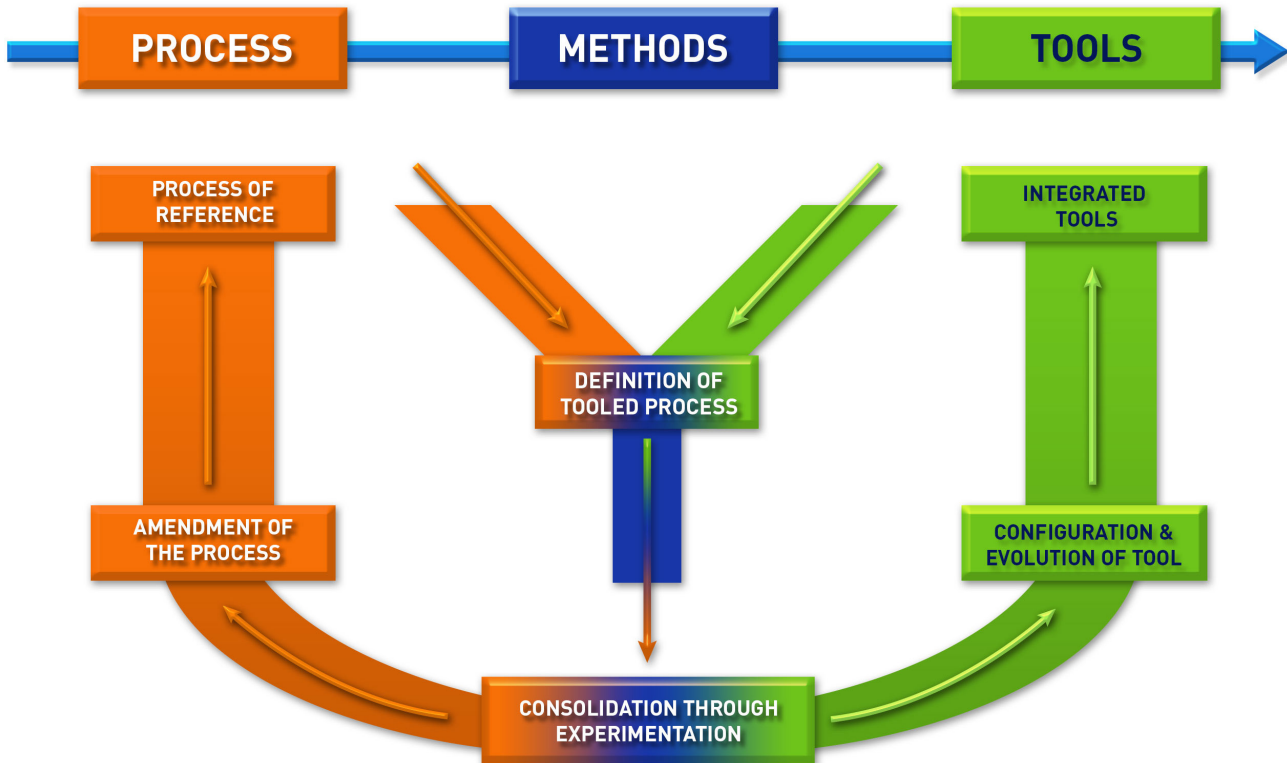 PROCESS
METHODS
TOOLS
PROCESS OF
REFERENCE
INTEGRATED
TOOLS
DEFINITION OF
TOOLED PROCESS
AMENDMENT OF
THE PROCESS
CONFIGURATION &
EVOLUTION OF TOOL
CONSOLIDATION THROUGH
EXPERIMENTATION